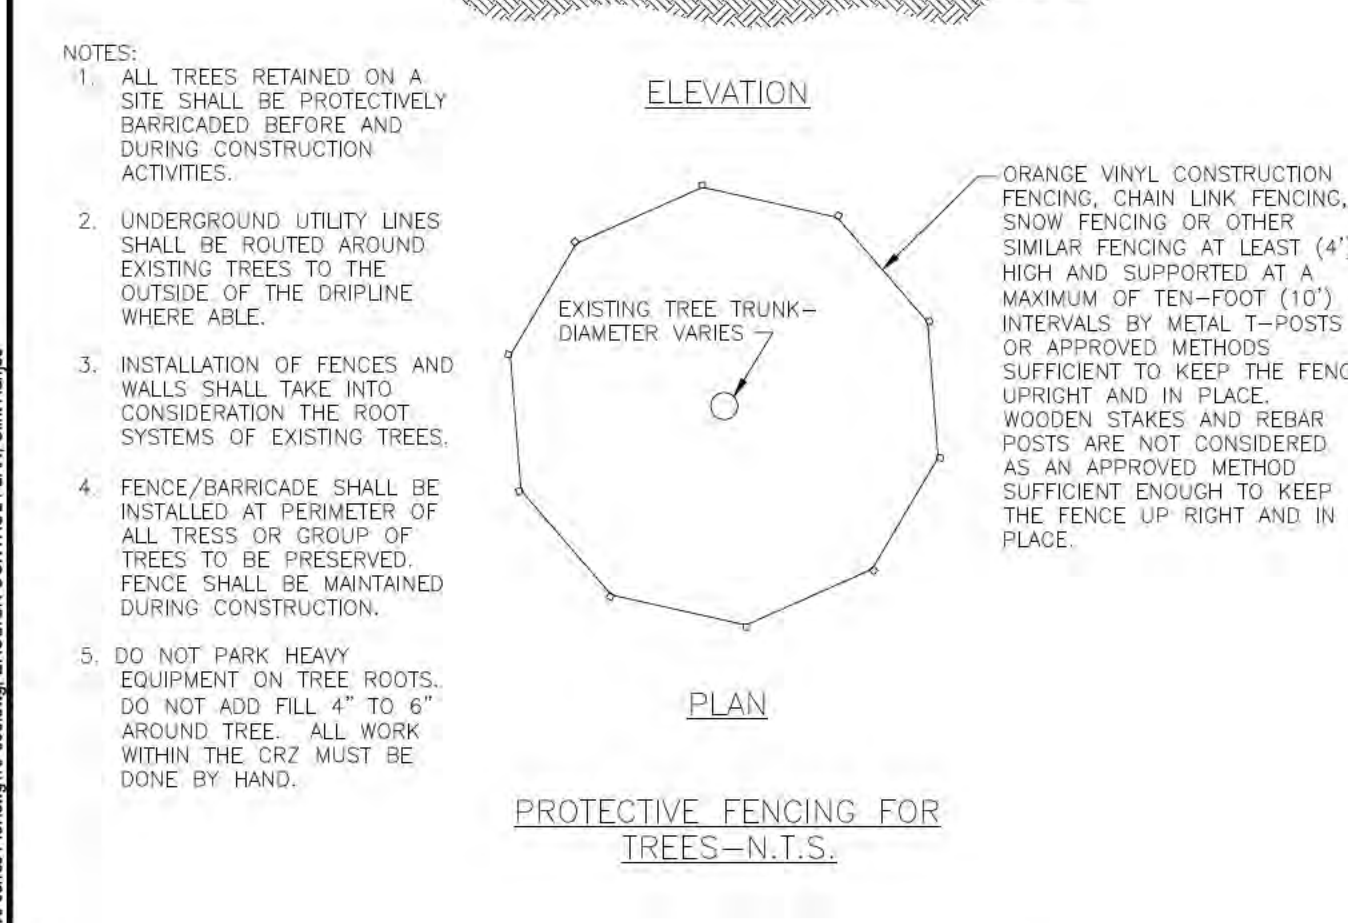 NOTES:
1. ALL TREES RETAINED ON A
SITE SHALL BE PROTECTIVELY
BARRICADED BEFORE AND
DURING CONSTRUCTION
ACTIVITIES.
2. UNDERGROUND UTILITY LINES
SHALL BE ROUTED AROUND
EXISTING TREES TO THE
OUTSIDE OF THE DRIPLINE
WHERE ABLE.
3. INSTALLATION OF FENCES AND
WALLS SHALL TAKE INTO
CONSIDERATION THE ROOT
SYSTEMS OF EXISTING TREES.
4. FENCE/BARRICADE SHALL BE
INSTALLED AT PERIMETER OF
ALL TRESS OR GROUP OF
TREES TO BE PRESERVED.
FENCE SHALL BE MAINTAINED
DURING CONSTRUCTION.
5. DO NOT PARK HEAVY
EQUIPMENT ON TREE ROOTS.
DO NOT ADD FILL 4" TO 6"
AROUND TREE. ALL WORK
WITHIN THE CRZ MUST BE
DONE BY HAND.
ELEVATION
EXISTING TREE TRUNK-
DIAMETER VARIES
ORANGE VINYL CONSTRUCTION
FENCING, CHAIN LINK FENCING,
SNOW FENCING OR OTHER
SIMILAR FENCING AT LEAST (4')
HIGH AND SUPPORTED AT A
MAXIMUM OF TEN-FOOT (10')
INTERVALS BY METAL T-POSTS
OR APPROVED METHODS
SUFFICIENT TO KEEP THE FENC
UPRIGHT AND IN PLACE.
WOODEN STAKES AND REBAR
POSTS ARE NOT CONSIDERED
AS AN APPROVED METHOD
SUFFICIENT ENOUGH TO KEEP
THE FENCE UP RIGHT AND IN
PLACE.
PLAN
PROTECTIVE FENCING FOR
TREES-N.T.S.